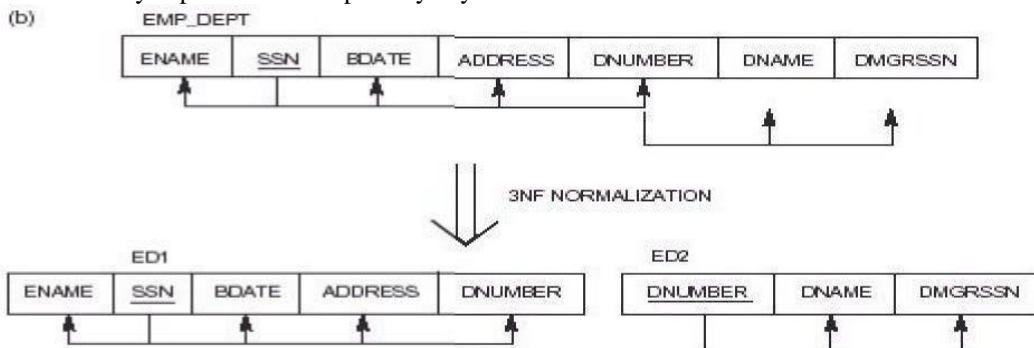 (b)
EMP_DEPT
ENAME SSN BDATE ADDRESS DNUMBER DNAME DMGRSSN
3NF NORMALIZATION
ED1 ED2
ENAME SSN BDATE ADDRESS DNUMBER DNUMBER DNAME DMGRSSN